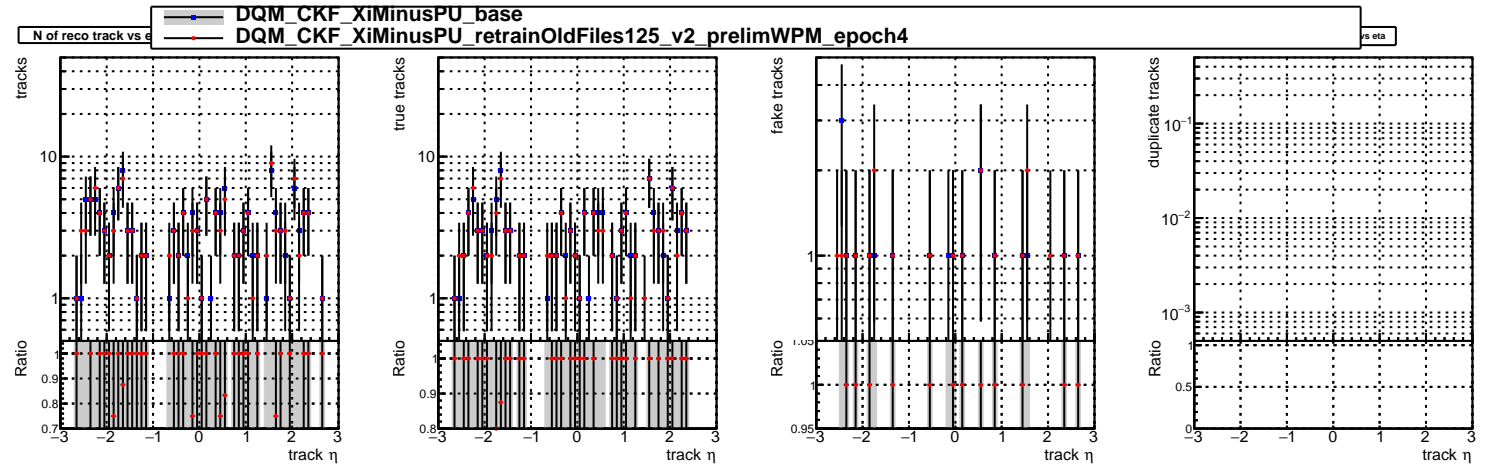 DQM_CKF_XiMinusPU_base
DQM_CKF_XiMinusPU_retrainOldFiles125_v2_prelimWPM_epoch4
N of reco track vs e
vs eta
tracks
10
1
Ratio
1
0.9
0.8
0.7
−3 −2 −1 0 1 2 3
track η
true tracks
10
1
Ratio
1
0.9
0.8
−3 −2 −1 0 1 2 3
track η
fake tracks
1
Ratio
1.05
1
0.95
−3 −2 −1 0 1 2 3
track η
duplicate tracks
10−1
10−2
10−3
Ratio
1
0.5
0
−3 −2 −1 0 1 2 3
track η